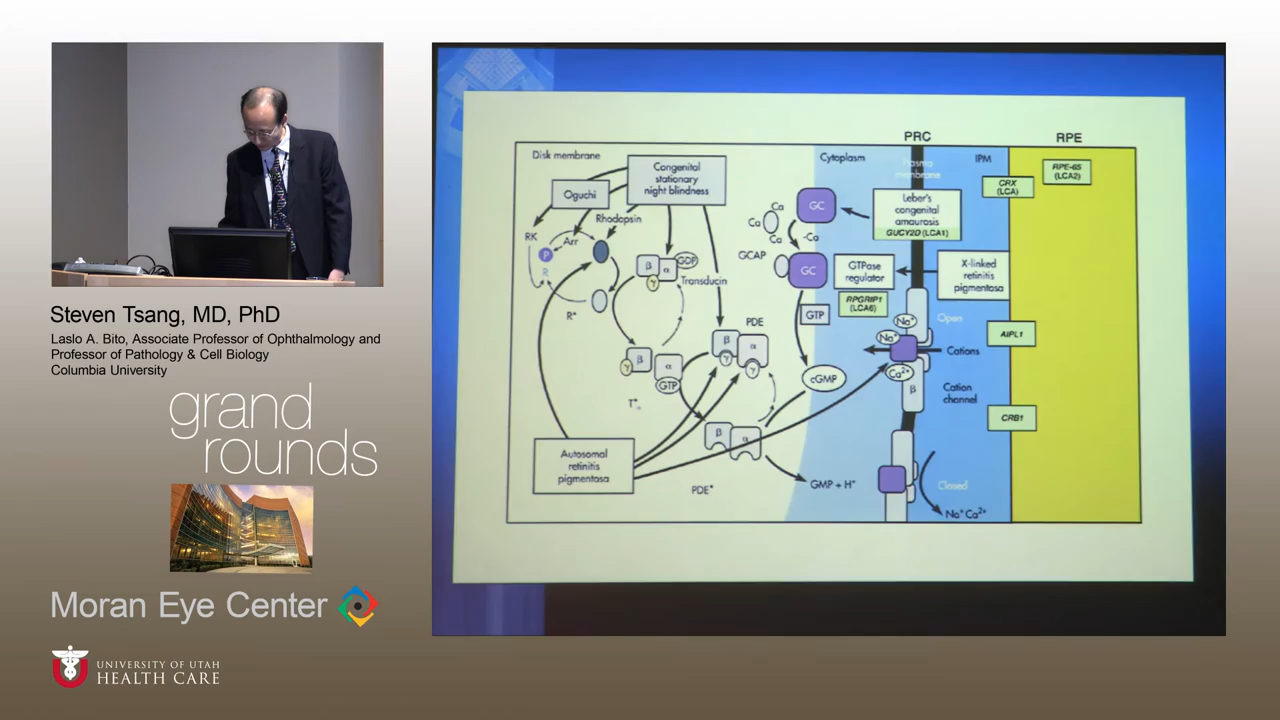 Steven Tsang, MD, PhD
Laslo A. Bito, Associate Professor of Ophthalmology and
Professor of Pathology & Cell Biology
Columbia University
grand
rounds
Moran Eye Center
UNIVERSITY OF UTAH
HEALTH CARE
PRC
RPE
Disk membrane
Congenital
stationary
night blindness
Oguchi
Rhodopsin
RK
Arr
P
R
R*
β
α
γ
GDP
Transducin
β
γ
α
GTP
PDE
β
α
γ
γ
β
α
PDE*
Autosomal
retinitis
pigmentosa
Cytoplasm
Plasma
membrane
IPM
GC
Ca
Ca
Ca
-Ca
GCAP
GC
Leber's
congenital
amaurosis
GUCY2D (LCA1)
GTPase
regulator
RPGRIP1
(LCA6)
X-linked
retinitis
pigmentosa
GTP
cGMP
GMP + H⁺
Na⁺
Na⁺
Ca²⁺
β
Open
Cations
Cation
channel
Closed
Na⁺ Ca²⁺
CRX
(LCA)
RPE-65
(LCA2)
AIPL1
CRB1